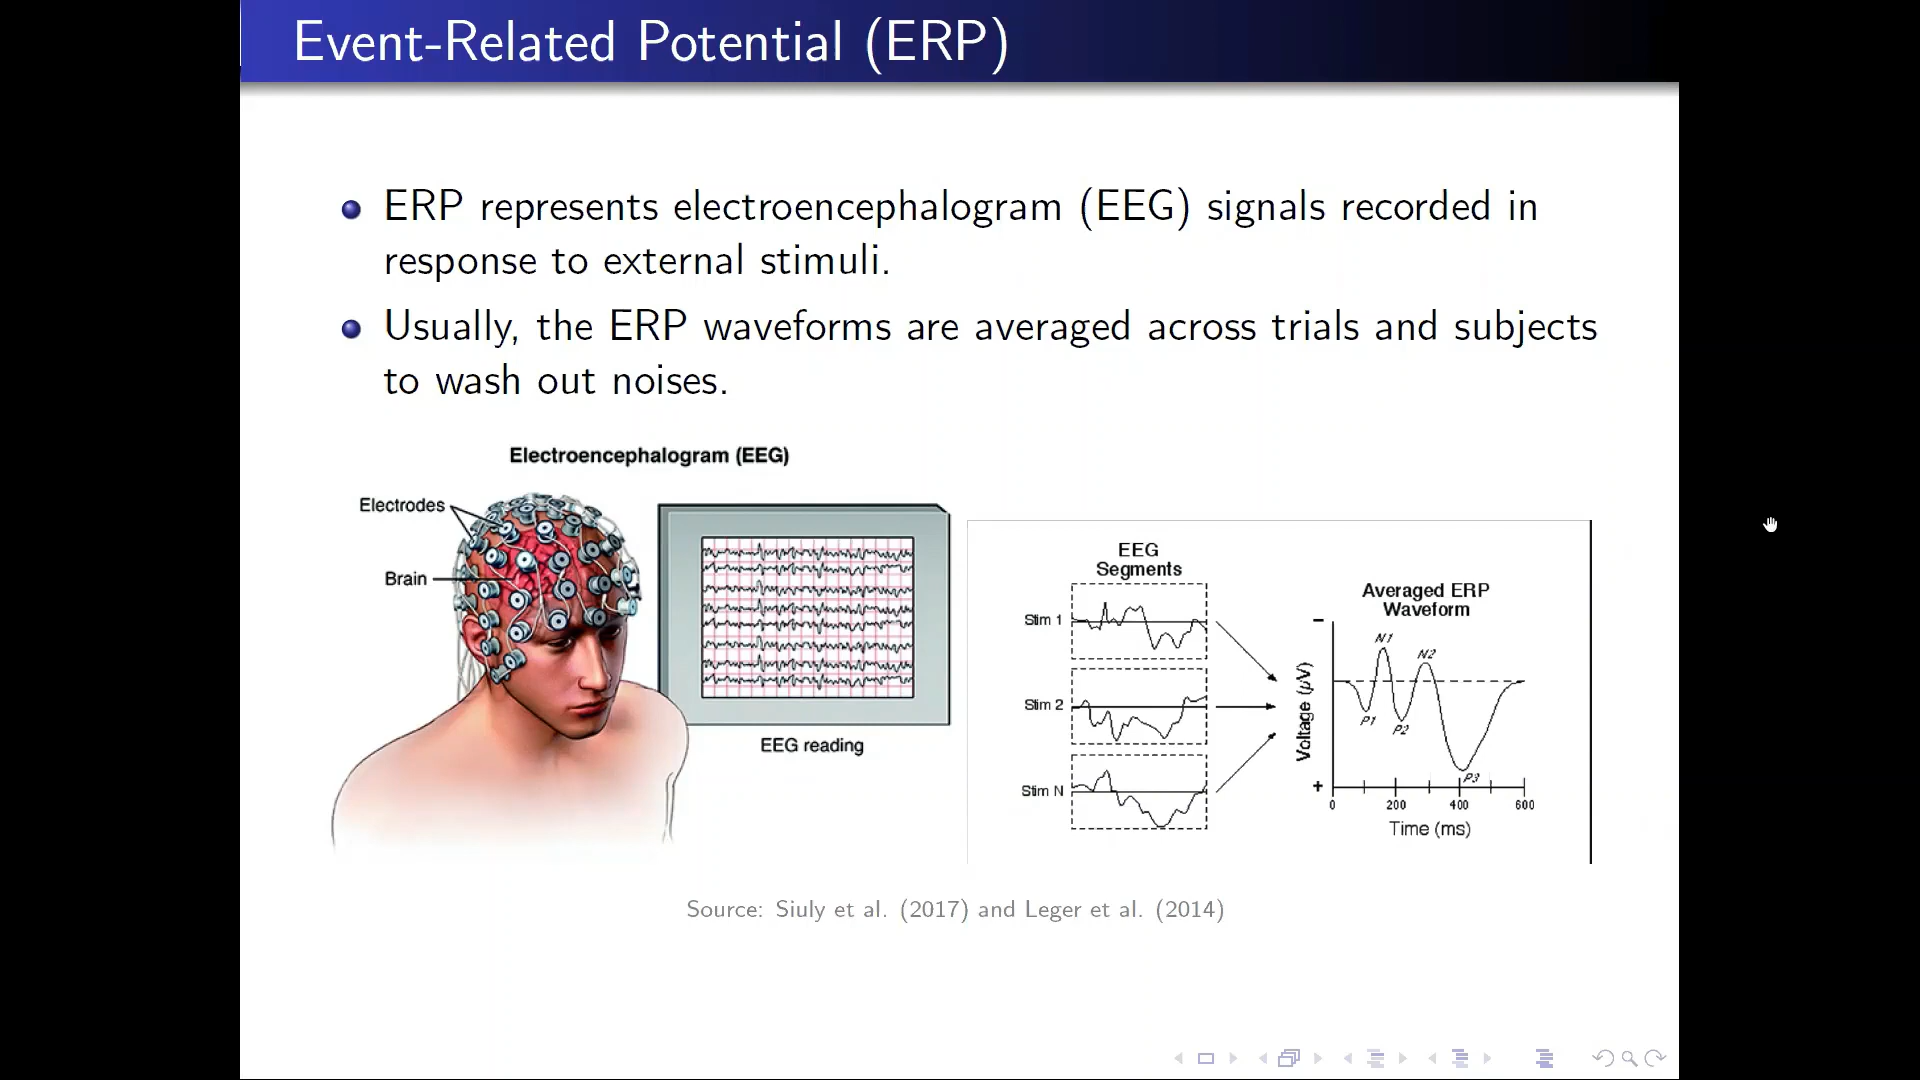 Event-Related Potential (ERP)
ERP represents electroencephalogram (EEG) signals recorded in
response to external stimuli.
Usually, the ERP waveforms are averaged across trials and subjects
to wash out noises.
Electroencephalogram (EEG)
Electrodes
Brain
EEG reading
EEG
Segments
Stim 1
Stim 2
Stim N
Averaged ERP
Waveform
Voltage (µV)
–
+
N1
N2
P1
P2
P3
0 200 400 600
Time (ms)
Source: Siuly et al. (2017) and Leger et al. (2014)